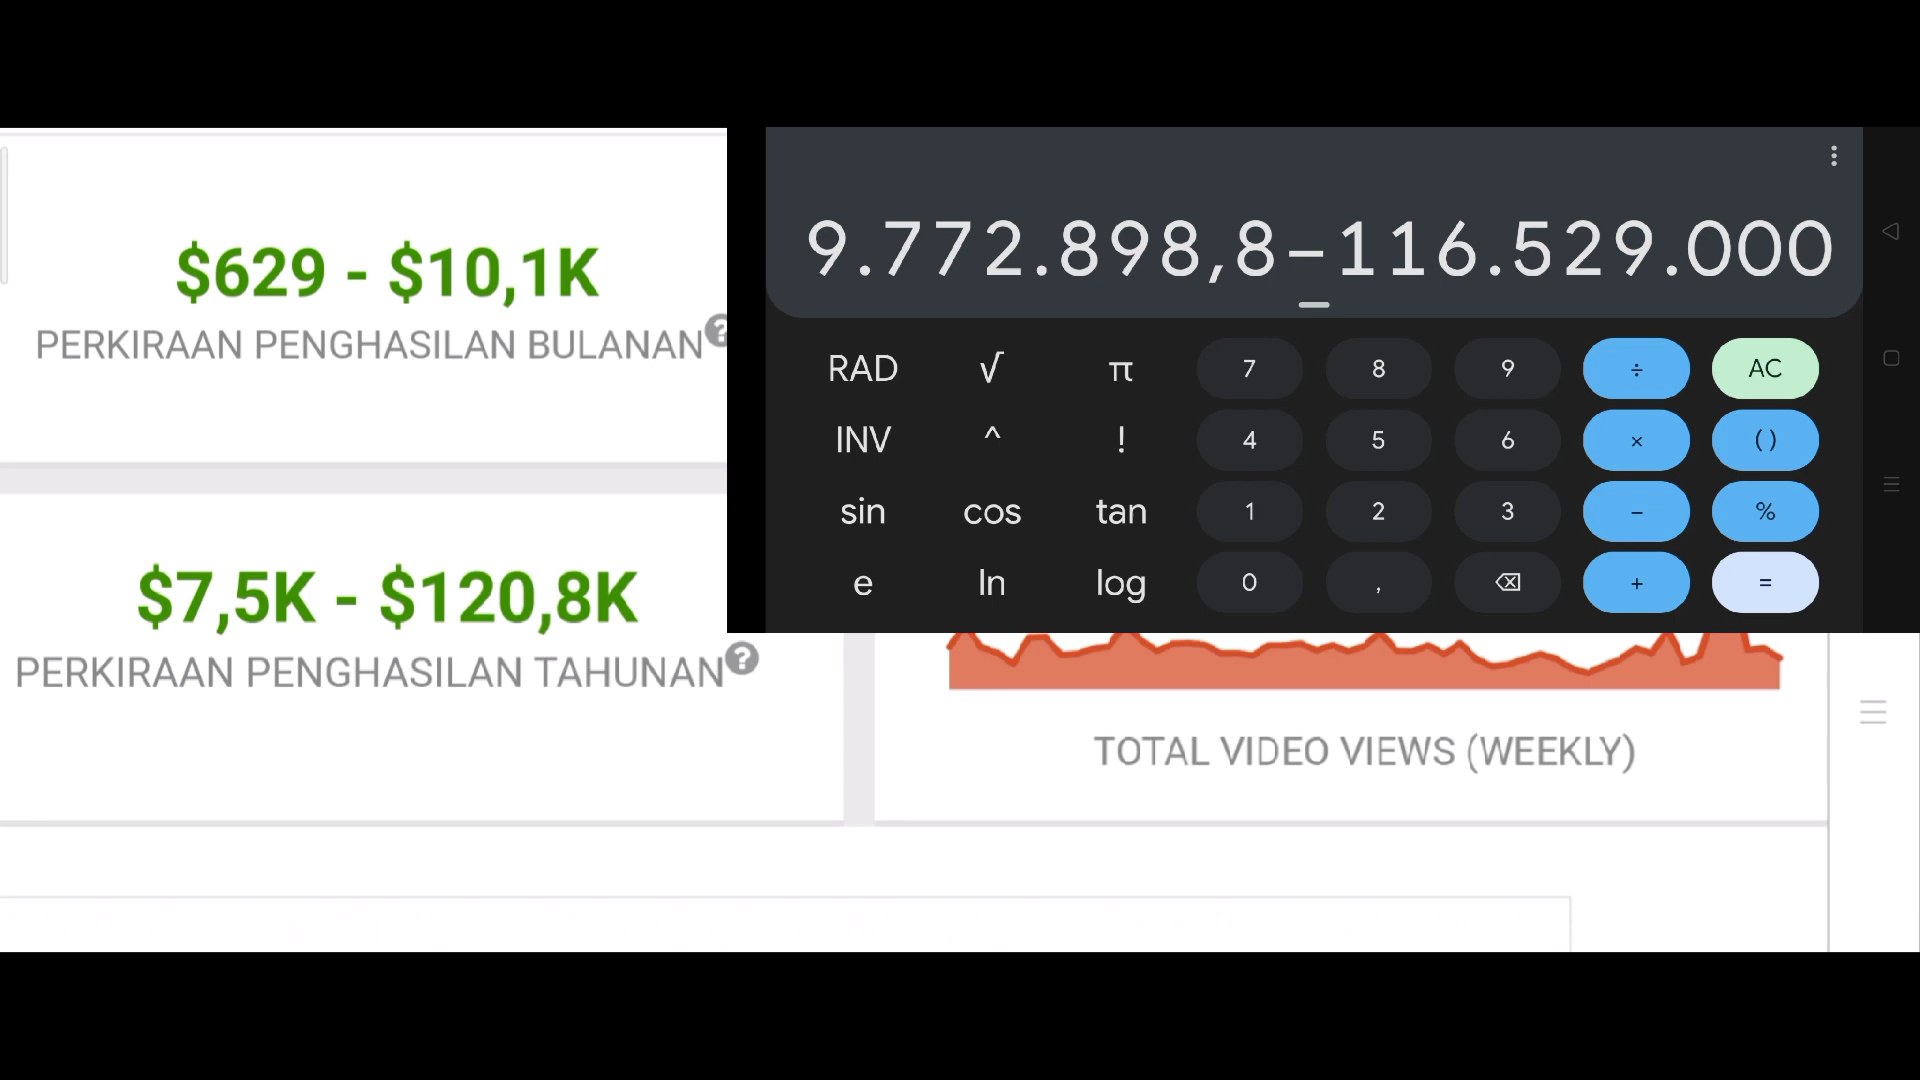 $629 - $10,1K
PERKIRAAN PENGHASILAN BULANAN
?
$7,5K - $120,8K
PERKIRAAN PENGHASILAN TAHUNAN
?
9.772.898,8–116.529.000
RAD √ π 7 8 9 ÷ AC
INV ^ ! 4 5 6 × ( )
sin cos tan 1 2 3 − %
e ln log 0 , + =
TOTAL VIDEO VIEWS (WEEKLY)